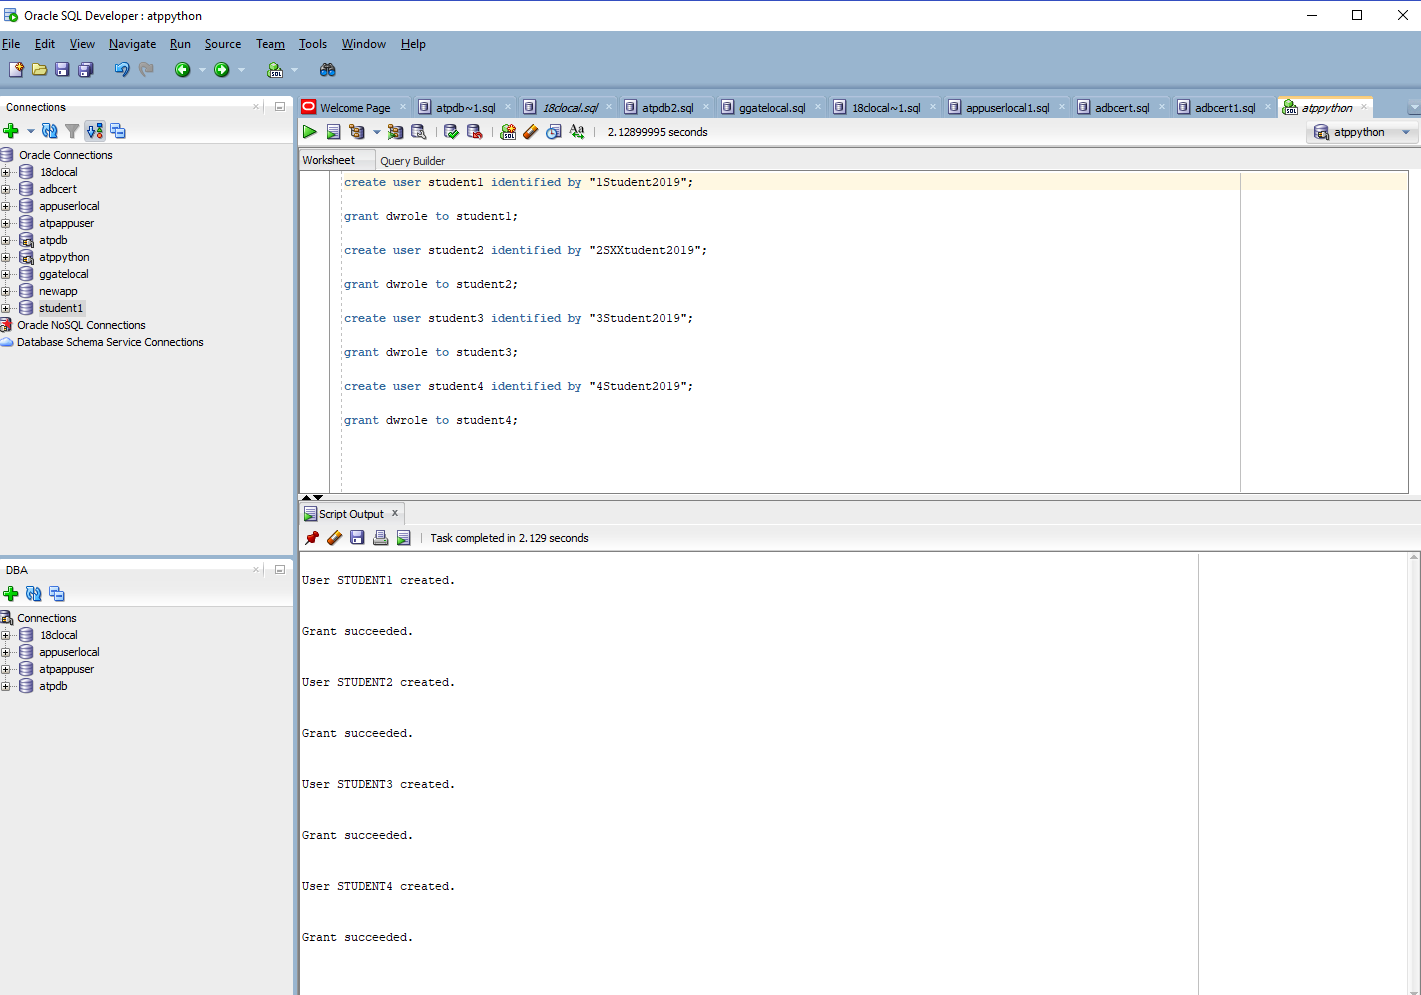 Oracle SQL Developer : atppython
File Edit View Navigate Run Source Team Tools Window Help
Connections
Oracle Connections
18clocal
adbcert
appuserlocal
atpappuser
atpdb
atppython
ggatelocal
newapp
student1
Oracle NoSQL Connections
Database Schema Service Connections
DBA
Connections
18clocal
appuserlocal
atpappuser
atpdb
Welcome Page atpdb~1.sql 18clocal.sql atpdb2.sql ggatelocal.sql 18clocal~1.sql appuserlocal1.sql adbcert.sql adbcert1.sql atppython
2.12899995 seconds
atppython
Worksheet Query Builder
create user student1 identified by "1Student2019";
grant dwrole to student1;
create user student2 identified by "2SXXtudent2019";
grant dwrole to student2;
create user student3 identified by "3Student2019";
grant dwrole to student3;
create user student4 identified by "4Student2019";
grant dwrole to student4;
Script Output x
Task completed in 2.129 seconds
User STUDENT1 created.
Grant succeeded.
User STUDENT2 created.
Grant succeeded.
User STUDENT3 created.
Grant succeeded.
User STUDENT4 created.
Grant succeeded.